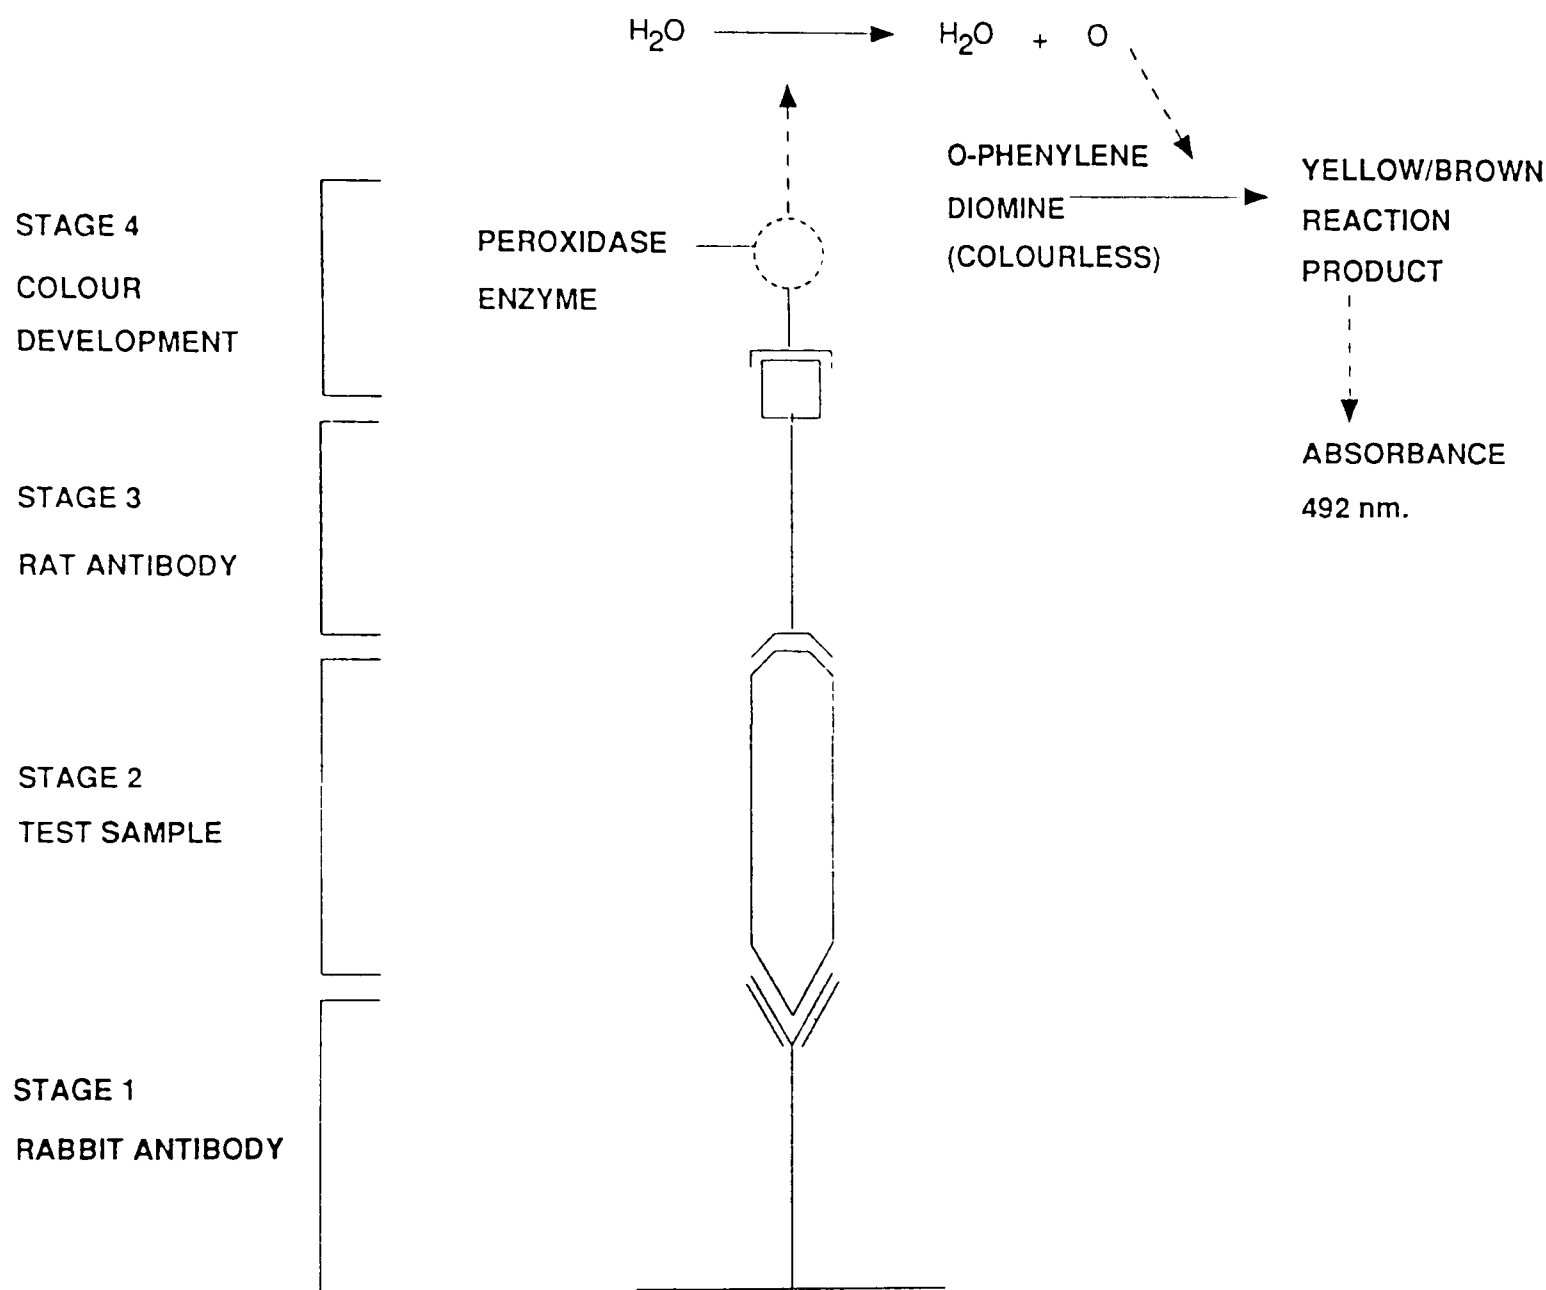 H2O H2O + O
O-PHENYLENE
DIOMINE
(COLOURLESS)
YELLOW/BROWN
REACTION
PRODUCT
ABSORBANCE
492 nm.
STAGE 4
COLOUR
DEVELOPMENT
PEROXIDASE
ENZYME
STAGE 3
RAT ANTIBODY
STAGE 2
TEST SAMPLE
STAGE 1
RABBIT ANTIBODY